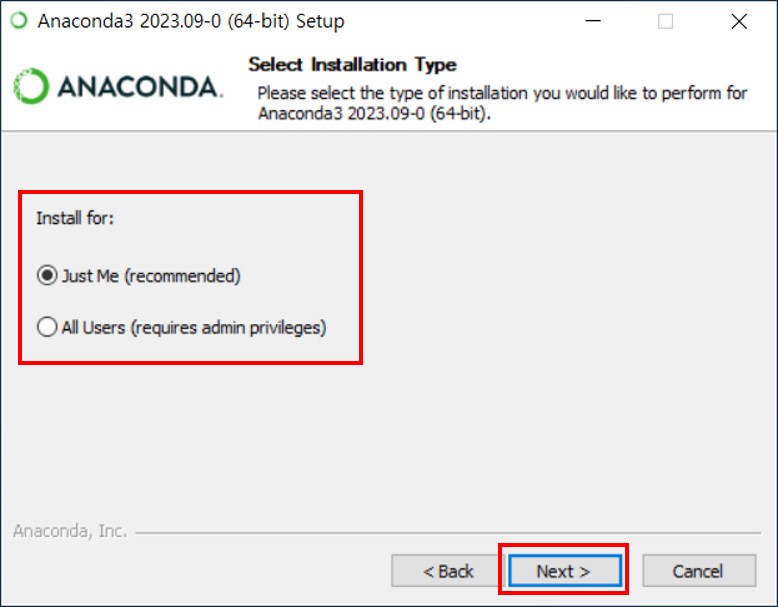 Anaconda3 2023.09-0 (64-bit) Setup
ANACONDA.
Select Installation Type
Please select the type of installation you would like to perform for
Anaconda3 2023.09-0 (64-bit).
Install for:
Just Me (recommended)
All Users (requires admin privileges)
Anaconda, Inc.
< Back
Next >
Cancel